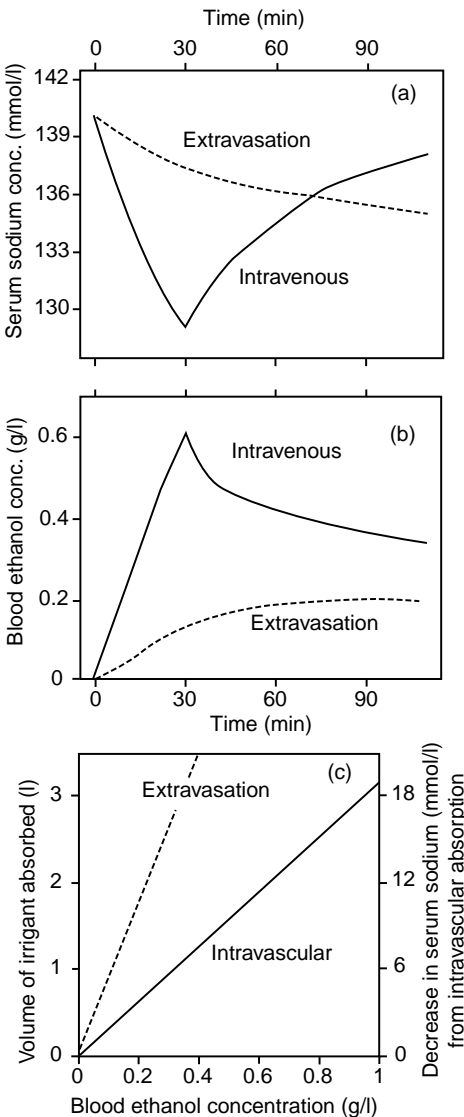 Time (min)
0 30 60 90
(a)
Serum sodium conc. (mmol/l)
142
139
136
133
130
Extravasation
Intravenous
(b)
Blood ethanol conc. (g/l)
0.6
0.4
0.2
0
Intravenous
Extravasation
0 30 60 90
Time (min)
(c)
Volume of irrigant absorbed (l)
3
2
1
0
Extravasation
Intravascular
18
12
6
0
Decrease in serum sodium (mmol/l)
from intravascular absorption
0 0.2 0.4 0.6 0.8 1
Blood ethanol concentration (g/l)